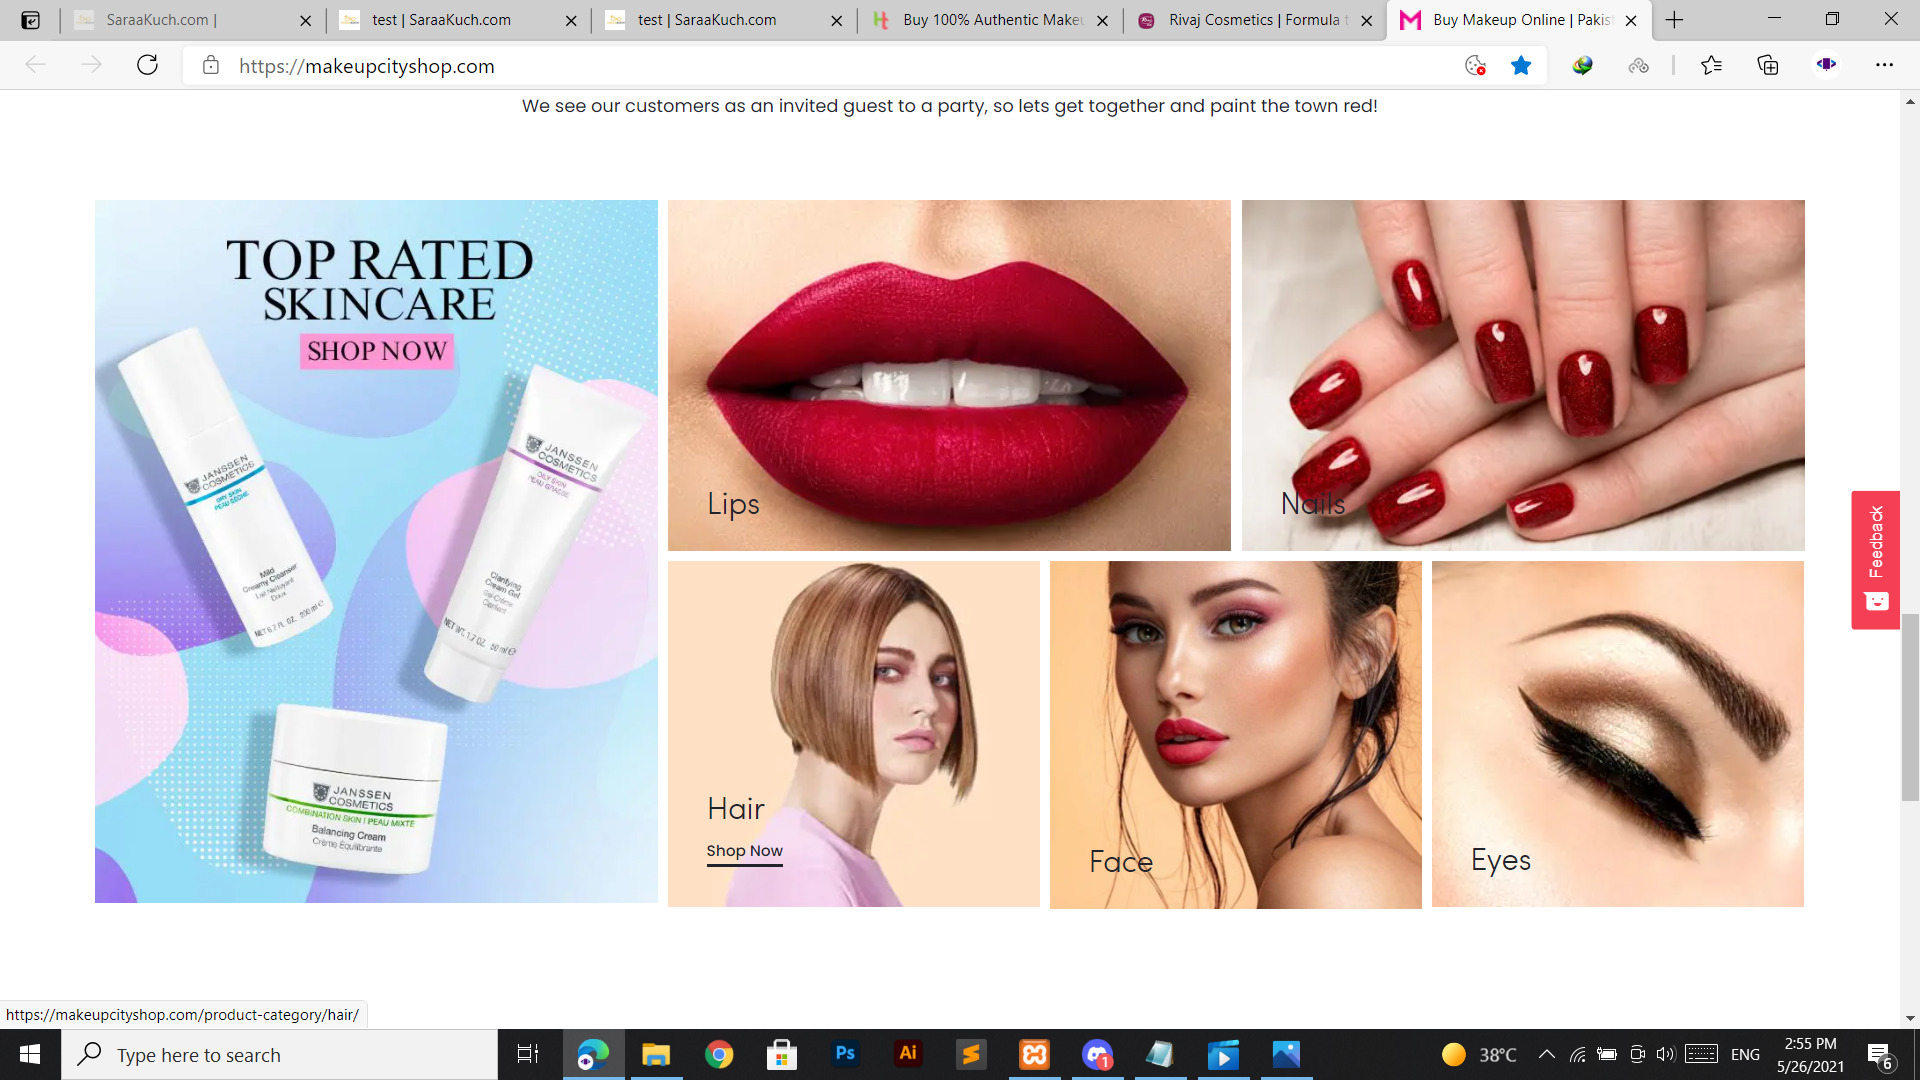 SaraaKuch.com |
test | SaraaKuch.com
test | SaraaKuch.com
Buy 100% Authentic Makeu
Rivaj Cosmetics | Formula t
Buy Makeup Online | Pakist
https://makeupcityshop.com
We see our customers as an invited guest to a party, so lets get together and paint the town red!
TOP RATED
SKINCARE
SHOP NOW
JANSSEN
COSMETICS
DRY SKIN
PEAU SÈCHE
Mild
Creamy Cleanser
Lait Nettoyant
Doux
NET 6.7 FL. OZ. 200 ml e
JANSSEN
COSMETICS
OILY SKIN
PEAU GRASSE
Clarifying
Cream Gel
Gel-Crème
Clarifiant
NET WT. 1.7 OZ. 50 ml e
JANSSEN
COSMETICS
COMBINATION SKIN | PEAU MIXTE
Balancing Cream
Crème Équilibrante
Lips
Nails
Hair
Shop Now
Face
Eyes
Feedback
https://makeupcityshop.com/product-category/hair/
Type here to search
Ps
Ai
1
38°C
ENG
2:55 PM
5/26/2021
6